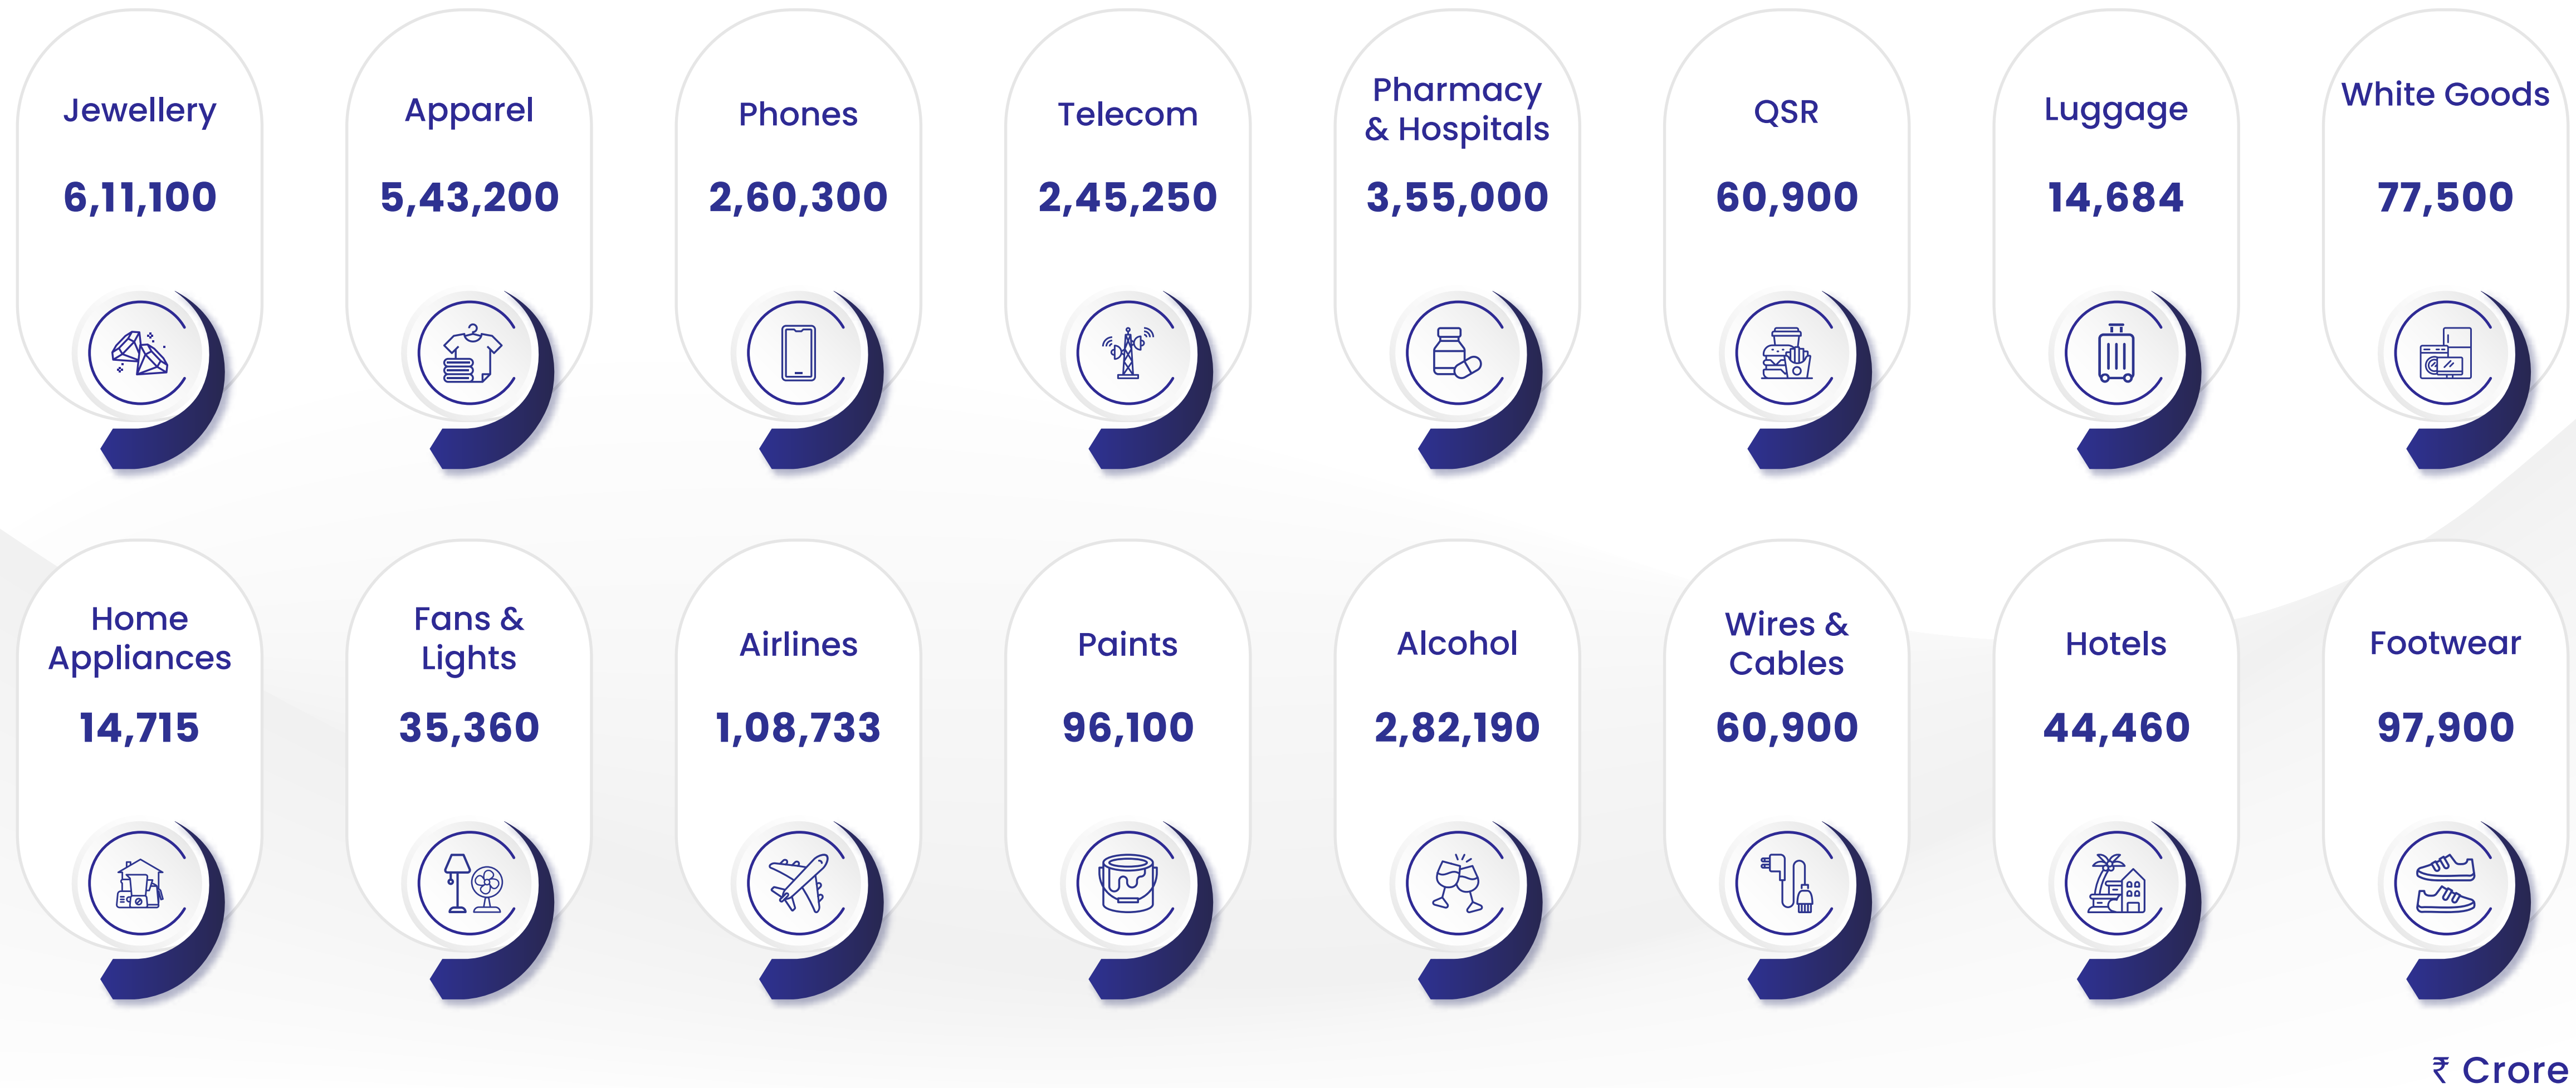 Jewellery
6,11,100
Apparel
5,43,200
Phones
2,60,300
Telecom
2,45,250
Pharmacy
& Hospitals
3,55,000
QSR
60,900
Luggage
14,684
White Goods
77,500
Home
Appliances
14,715
Fans &
Lights
35,360
Airlines
1,08,733
Paints
96,100
Alcohol
2,82,190
Wires &
Cables
60,900
Hotels
44,460
Footwear
97,900
₹ Crore